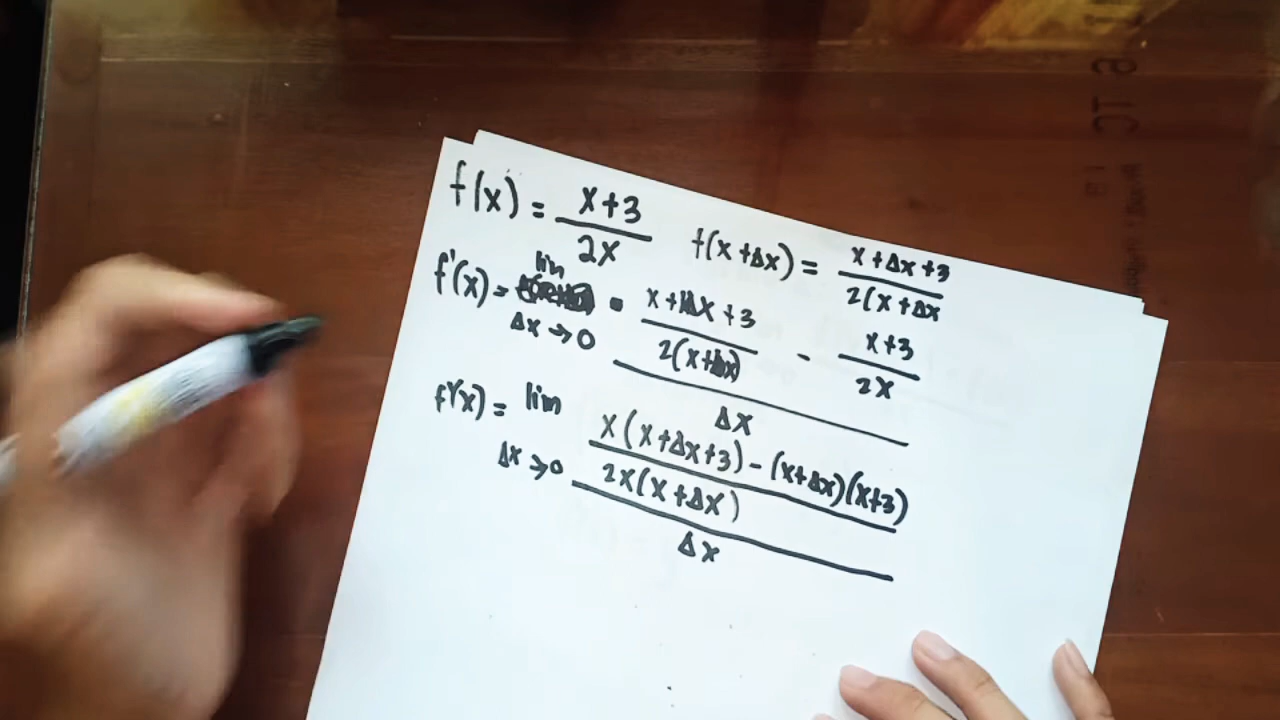 f(x) = x+3 / 2x f(x+Δx) = x+Δx+3 / 2(x+Δx
f'(x) = lim Δx→0 x+Δx+3 / 2(x+Δx) - x+3 / 2x
Δx
f'(x) = lim Δx→0 x(x+Δx+3)-(x+Δx)(x+3) / 2x(x+Δx)
Δx